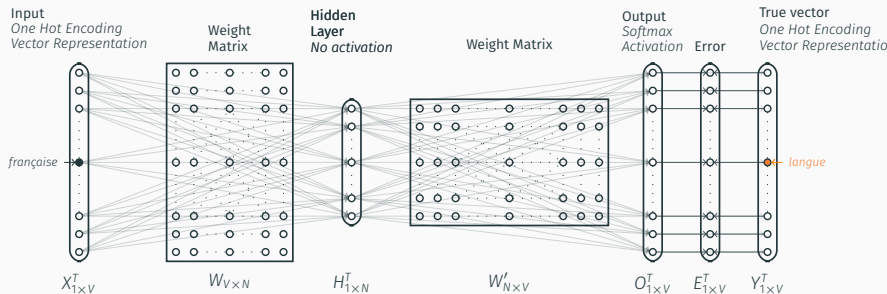 Input
One Hot Encoding
Vector Representation
Weight
Matrix
Hidden
Layer
No activation
Weight Matrix
Output
Softmax
Activation
Error
True vector
One Hot Encoding
Vector Representatio
française
langue
X^T_{1×V}
W_{V×N}
H^T_{1×N}
W'_{N×V}
O^T_{1×V}
E^T_{1×V}
Y^T_{1×V}